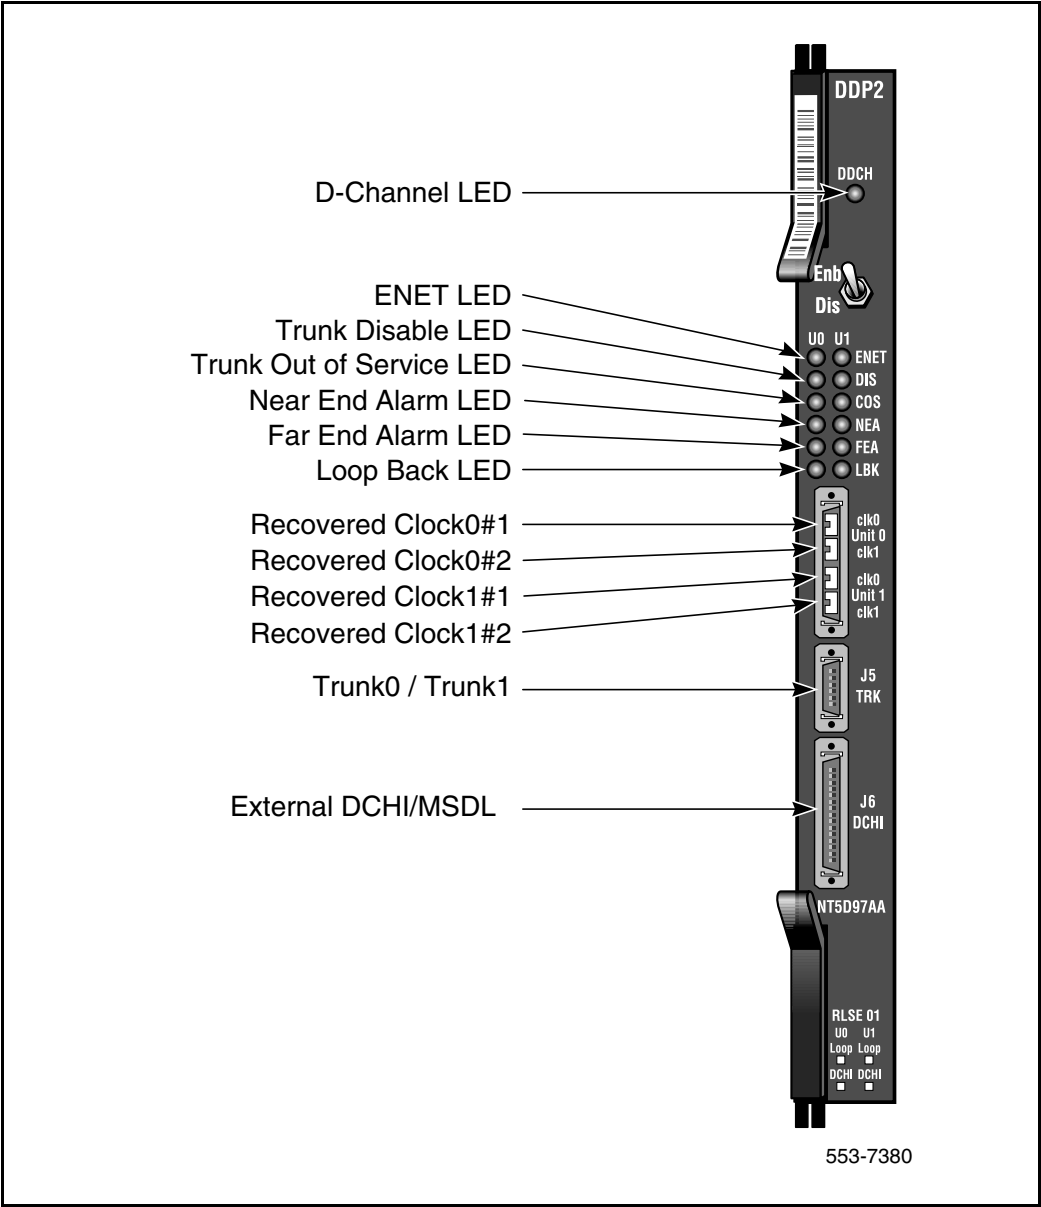 DDP2
DDCH
D-Channel LED
Enb
Dis
ENET LED
Trunk Disable LED
Trunk Out of Service LED
Near End Alarm LED
Far End Alarm LED
Loop Back LED
U0 U1
ENET
DIS
COS
NEA
FEA
LBK
Recovered Clock0#1
Recovered Clock0#2
Recovered Clock1#1
Recovered Clock1#2
clk0
Unit 0
clk1
clk0
Unit 1
clk1
Trunk0 / Trunk1
J5
TRK
External DCHI/MSDL
J6
DCHI
NT5D97AA
RLSE 01
U0 U1
Loop Loop
DCHI DCHI
553-7380